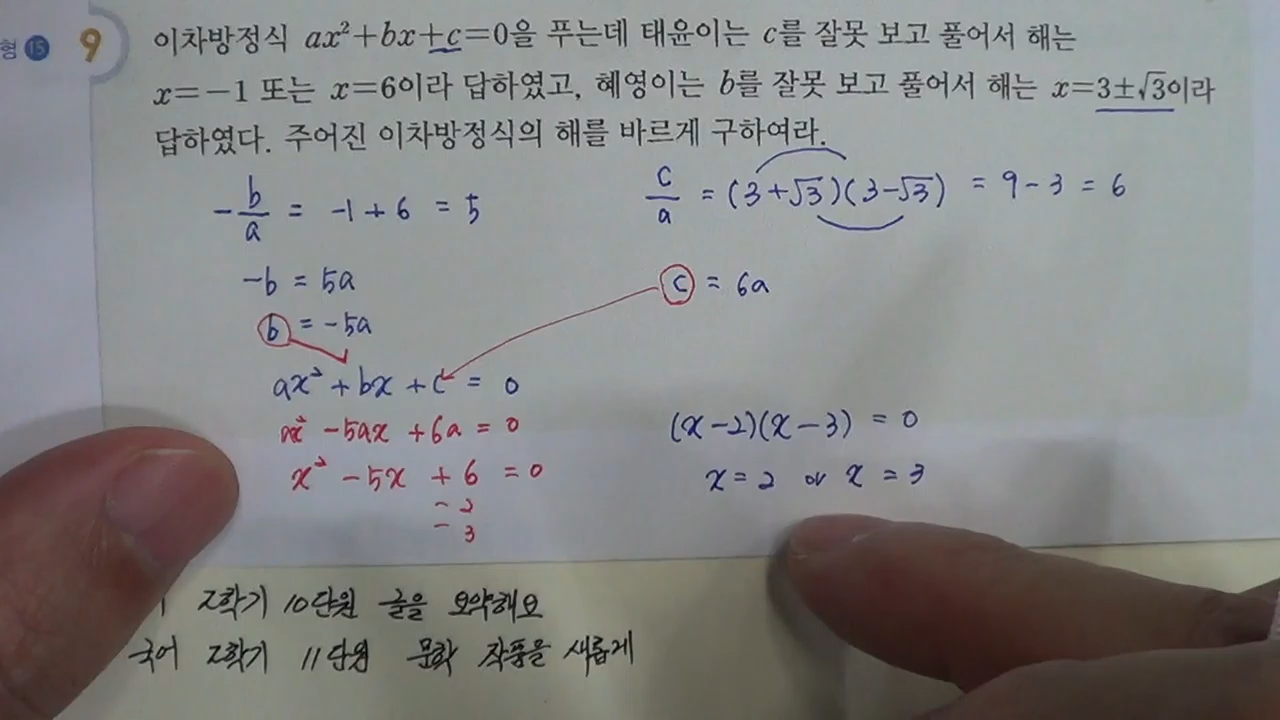 형 15 9 이차방정식 ax²+bx+c=0을 푸는데 태윤이는 c를 잘못 보고 풀어서 해는
x=-1 또는 x=6이라 답하였고, 혜영이는 b를 잘못 보고 풀어서 해는 x=3±√3이라
답하였다. 주어진 이차방정식의 해를 바르게 구하여라.
-b/a = -1+6 = 5
c/a = (3+√3)(3-√3) = 9-3 = 6
-b = 5a
c = 6a
b = -5a
ax²+bx+c = 0
ax²-5ax+6a = 0
(x-2)(x-3) = 0
x²-5x+6 = 0
x=2 or x=3
-2
-3
2학기 10단원 글을 요약해요
국어 2학기 11단원 문학 작품을 새롭게